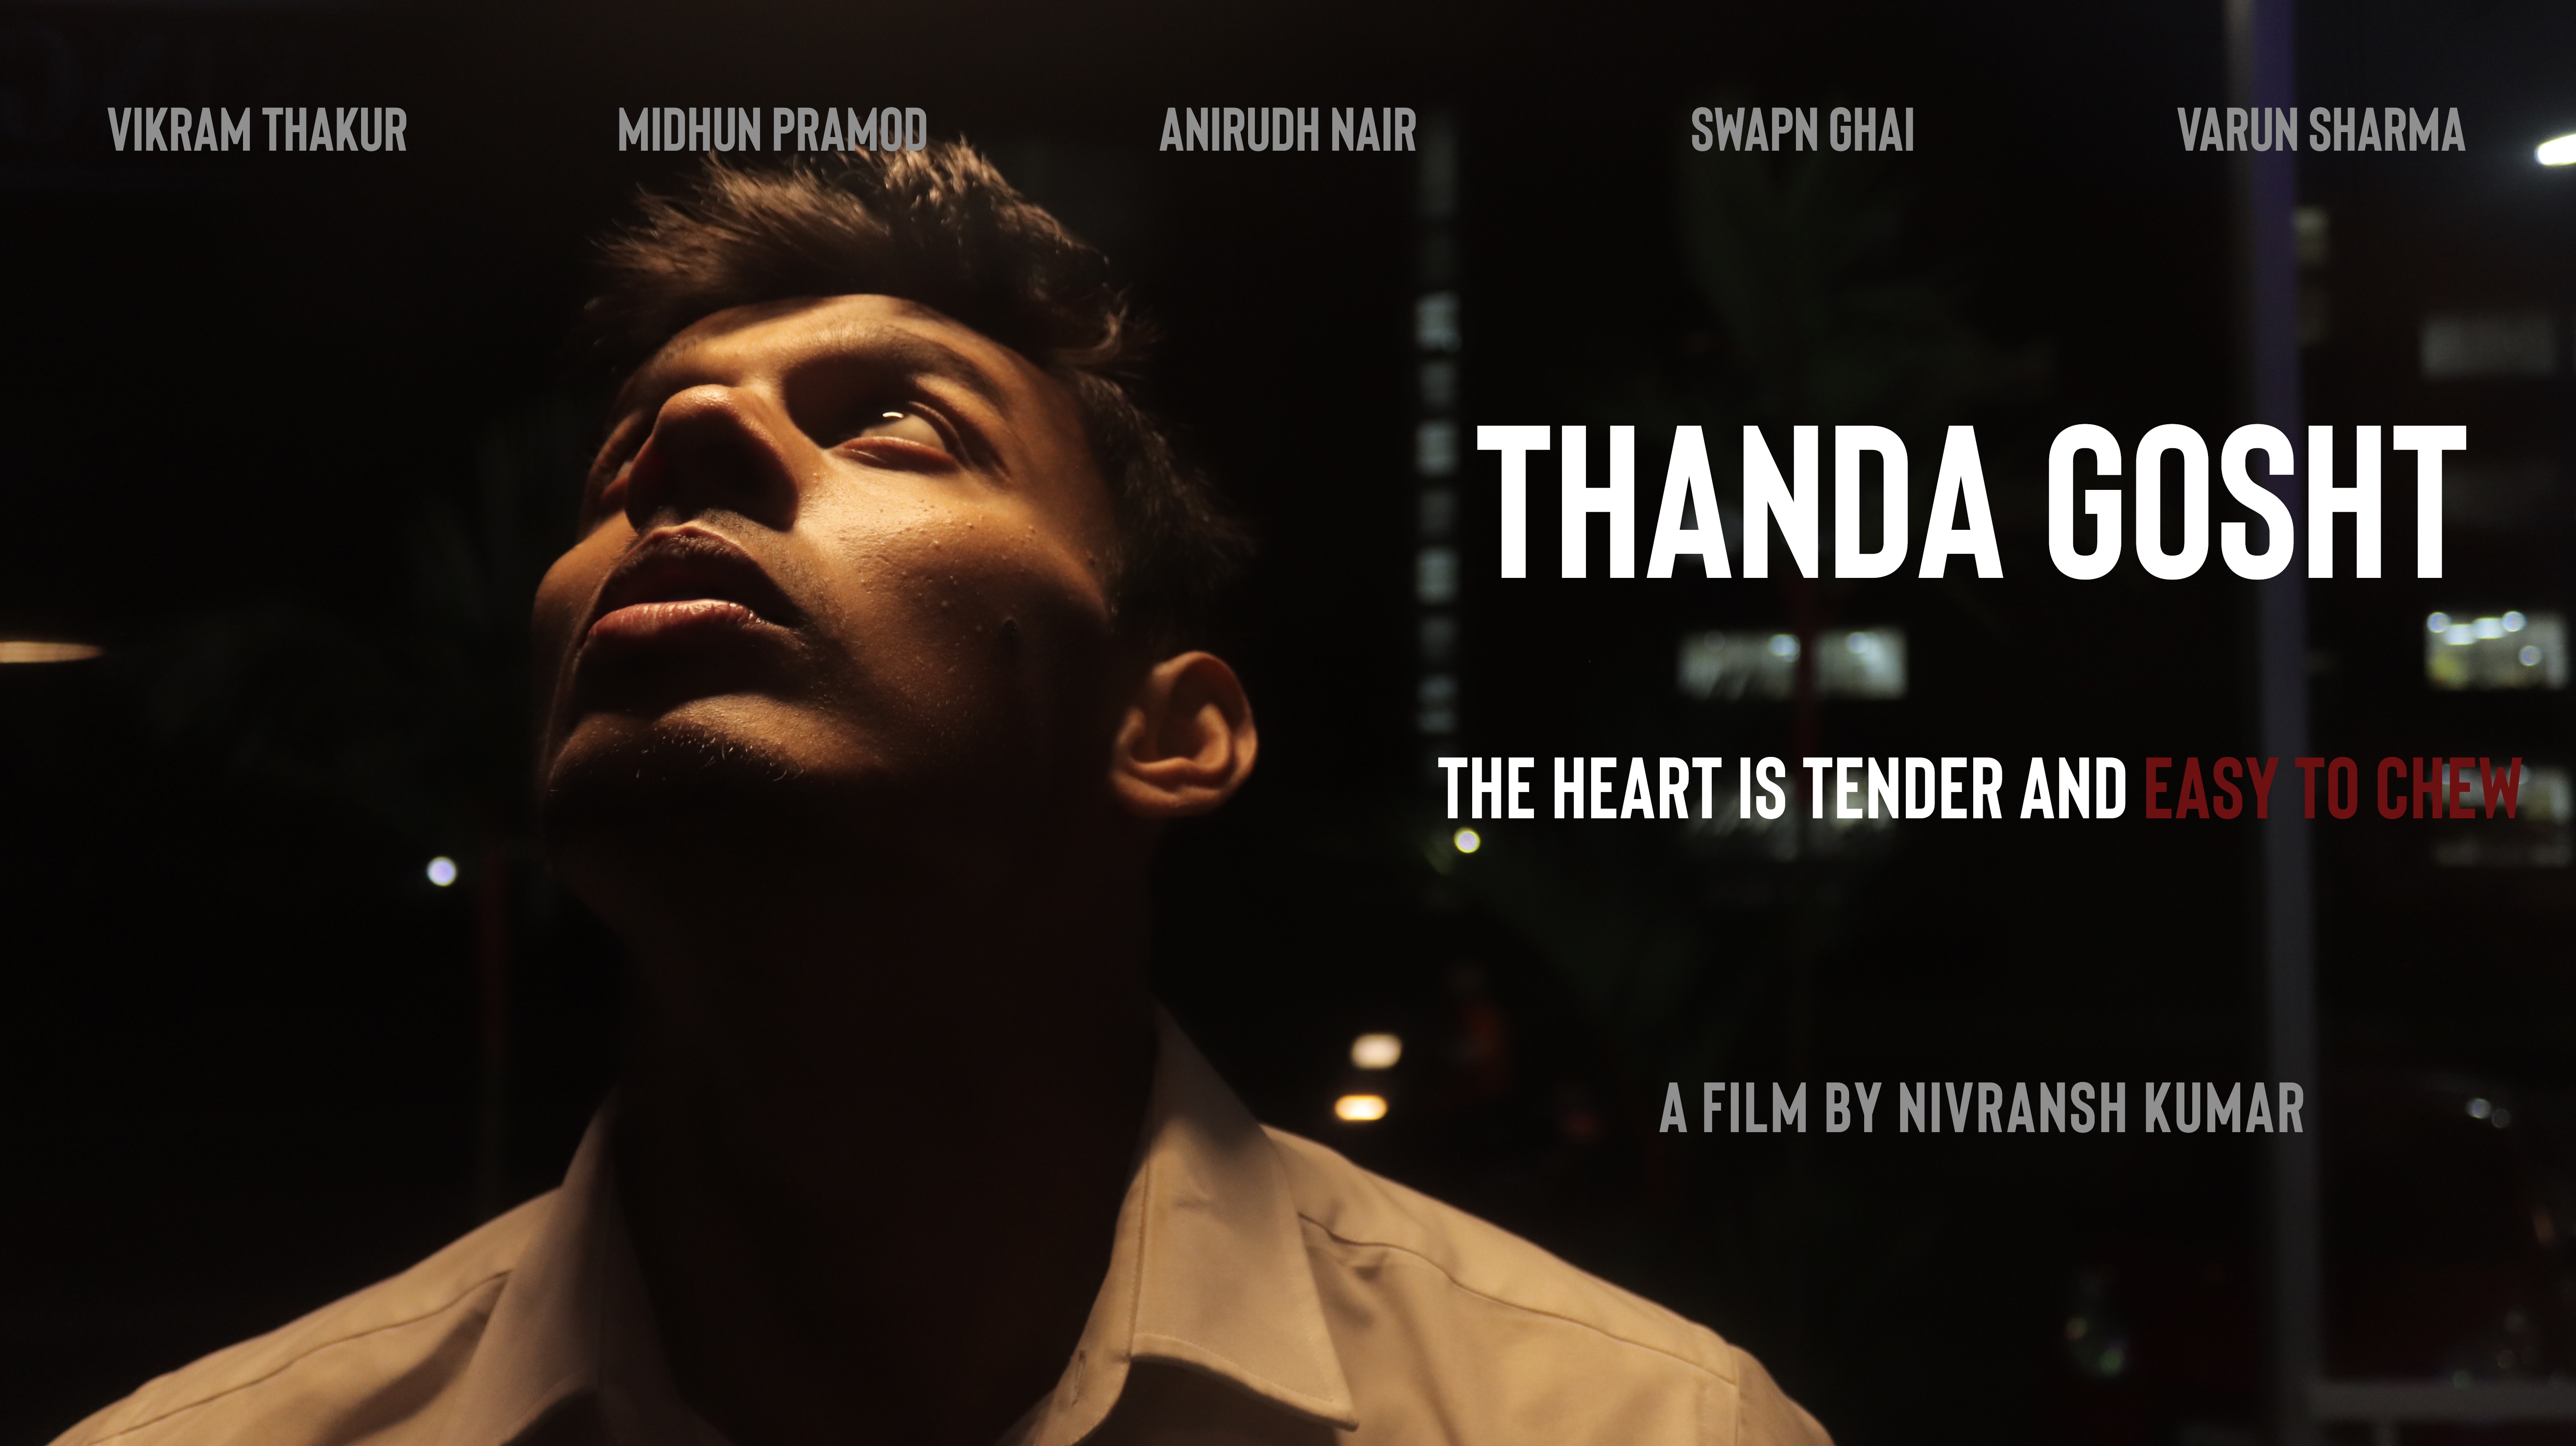 VIKRAM THAKUR MIDHUN PRAMOD ANIRUDH NAIR SWAPN GHAI VARUN SHARMA
THANDA GOSHT
THE HEART IS TENDER AND EASY TO CHEW
A FILM BY NIVRANSH KUMAR